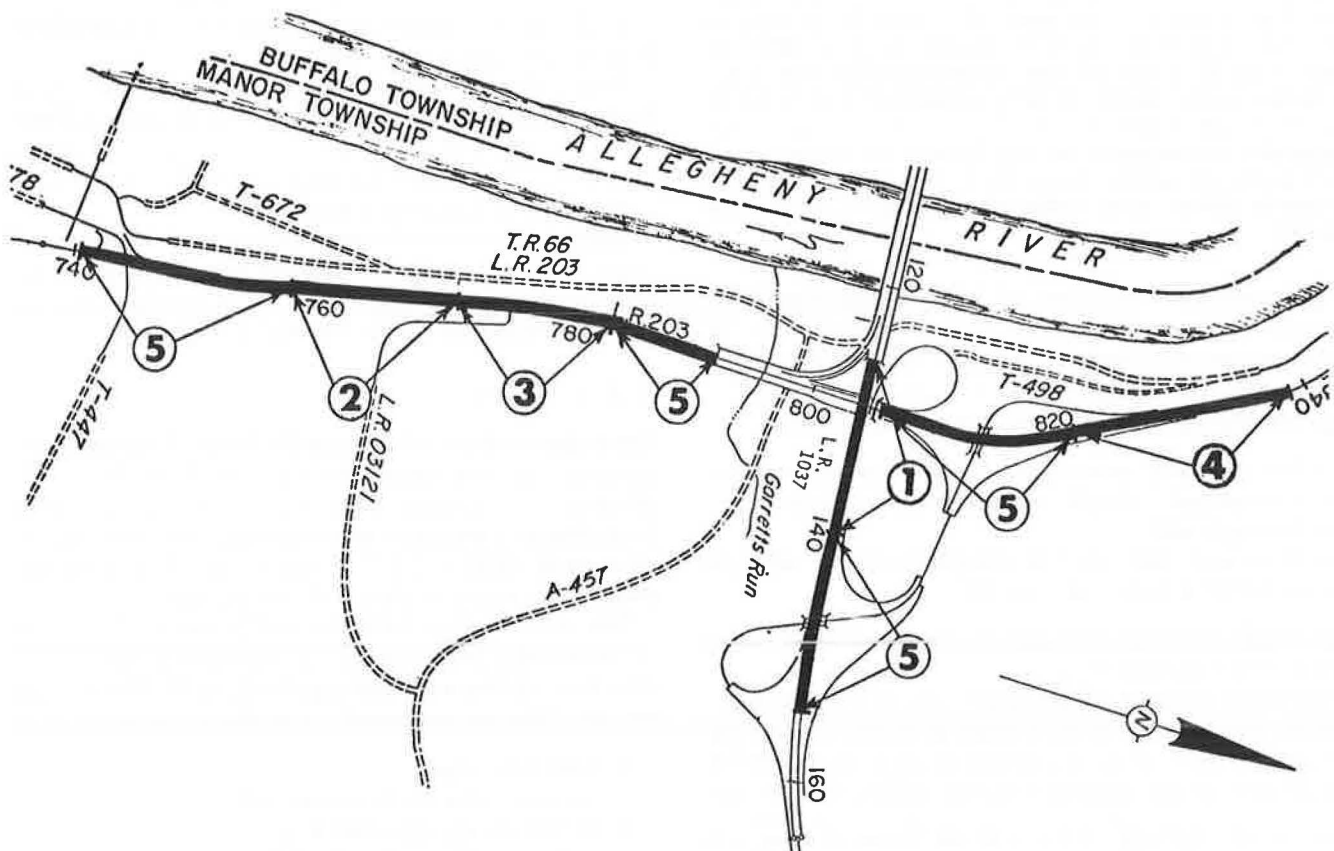 BUFFALO TOWNSHIP
MANOR TOWNSHIP
ALLEGHENY
RIVER
78
T-672
T.R.66
L.R.203
120
740
760
780
L.R.203
800
T-498
820
840
5
2
3
5
1
5
4
T-447
L.R.03121
L.R.
1037
140
Garretts Run
A-457
5
160
N